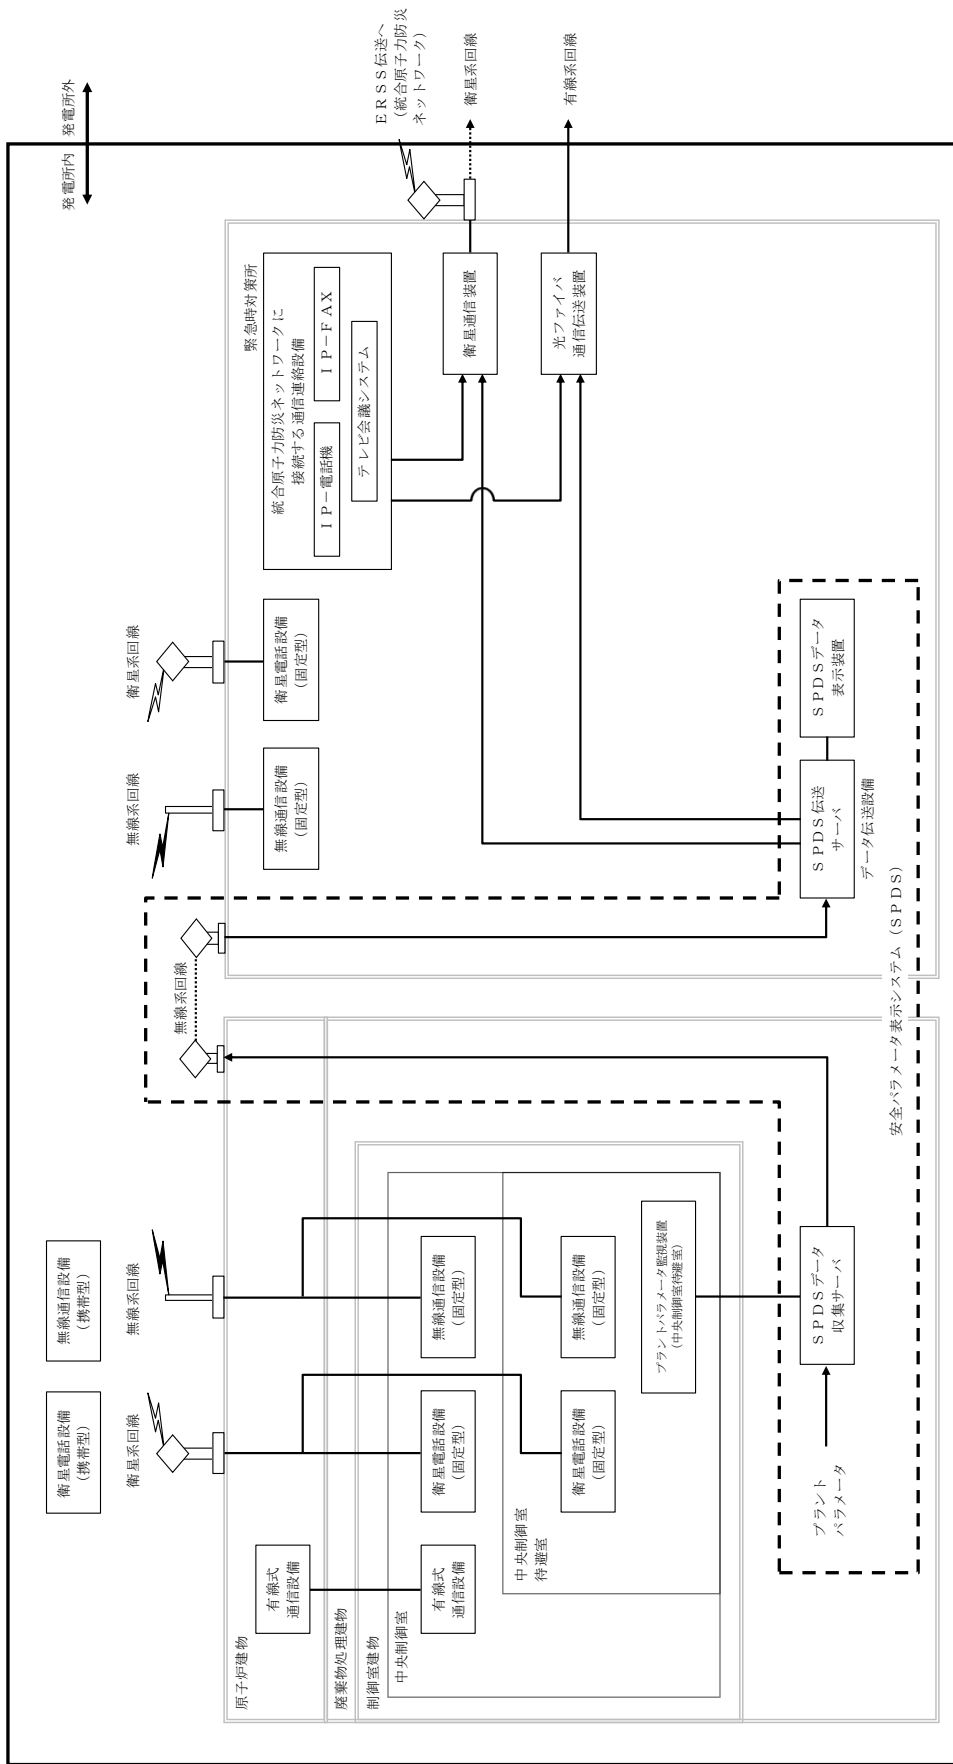 発電所内
発電所外
ERSS伝送へ
(統合原子力防災
ネットワーク)
衛星系回線
有線系回線
緊急時対策所
統合原子力防災ネットワークに
接続する通信連絡設備
IP-電話機
IP-FAX
テレビ会議システム
衛星通信装置
光ファイバ
通信伝送装置
衛星系回線
衛星電話設備
(固定型)
無線系回線
無線通信設備
(固定型)
SPDSデータ
表示装置
SPDS伝送
サーバ
データ伝送設備
安全パラメータ表示システム(SPDS)
無線系回線
無線通信設備
(携帯型)
無線系回線
衛星電話設備
(携帯型)
衛星系回線
原子炉建物
有線式
通信設備
廃棄物処理建物
制御室建物
中央制御室
有線式
通信設備
衛星電話設備
(固定型)
無線通信設備
(固定型)
中央制御室
待避室
衛星電話設備
(固定型)
無線通信設備
(固定型)
プラントパラメータ監視装置
(中央制御室待避室)
プラント
パラメータ
SPDSデータ
収集サーバ